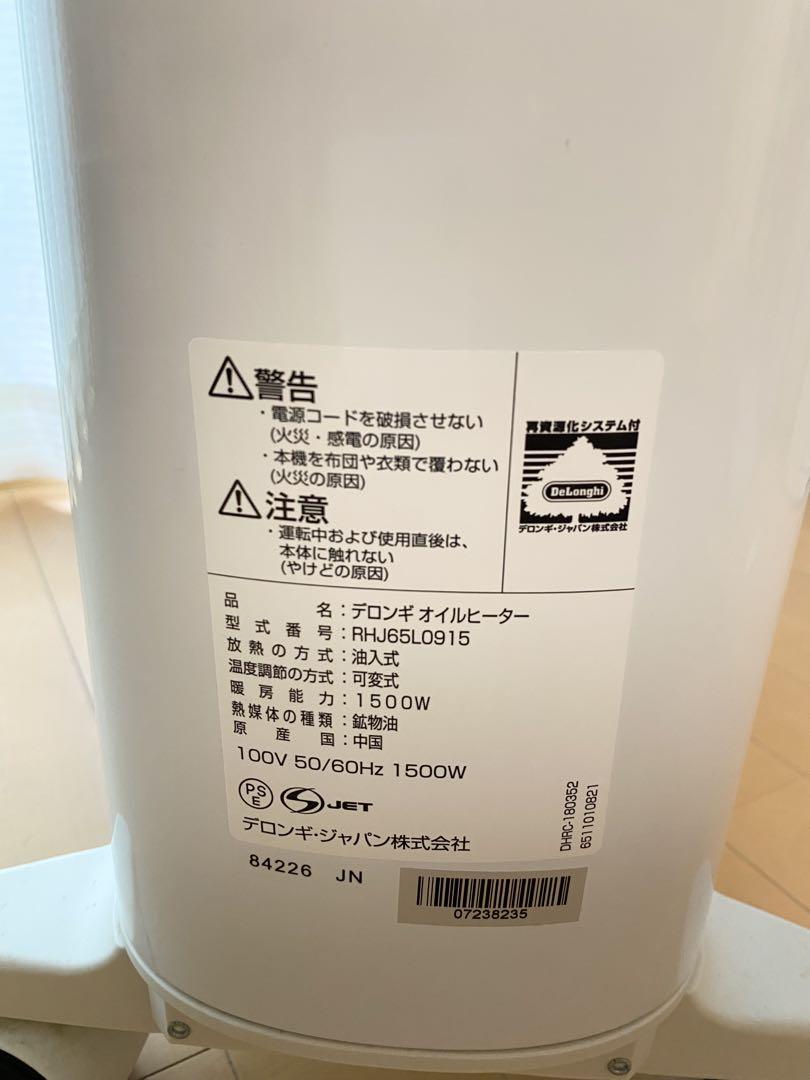 警告
・電源コードを破損させない
(火災・感電の原因)
・本機を布団や衣類で覆わない
(火災の原因)
注意
・運転中および使用直後は、
本体に触れない
(やけどの原因)
再資源化システム付
DeLonghi
デロンギ・ジャパン株式会社
品名：デロンギ オイルヒーター
型式番号：RHJ65L0915
放熱の方式：油入式
温度調節の方式：可変式
暖房能力：1500W
熱媒体の種類：鉱物油
原産国：中国
100V 50/60Hz 1500W
PS
E
JET
デロンギ・ジャパン株式会社
DHRC-180352
6511010821
84226 JN
07238235